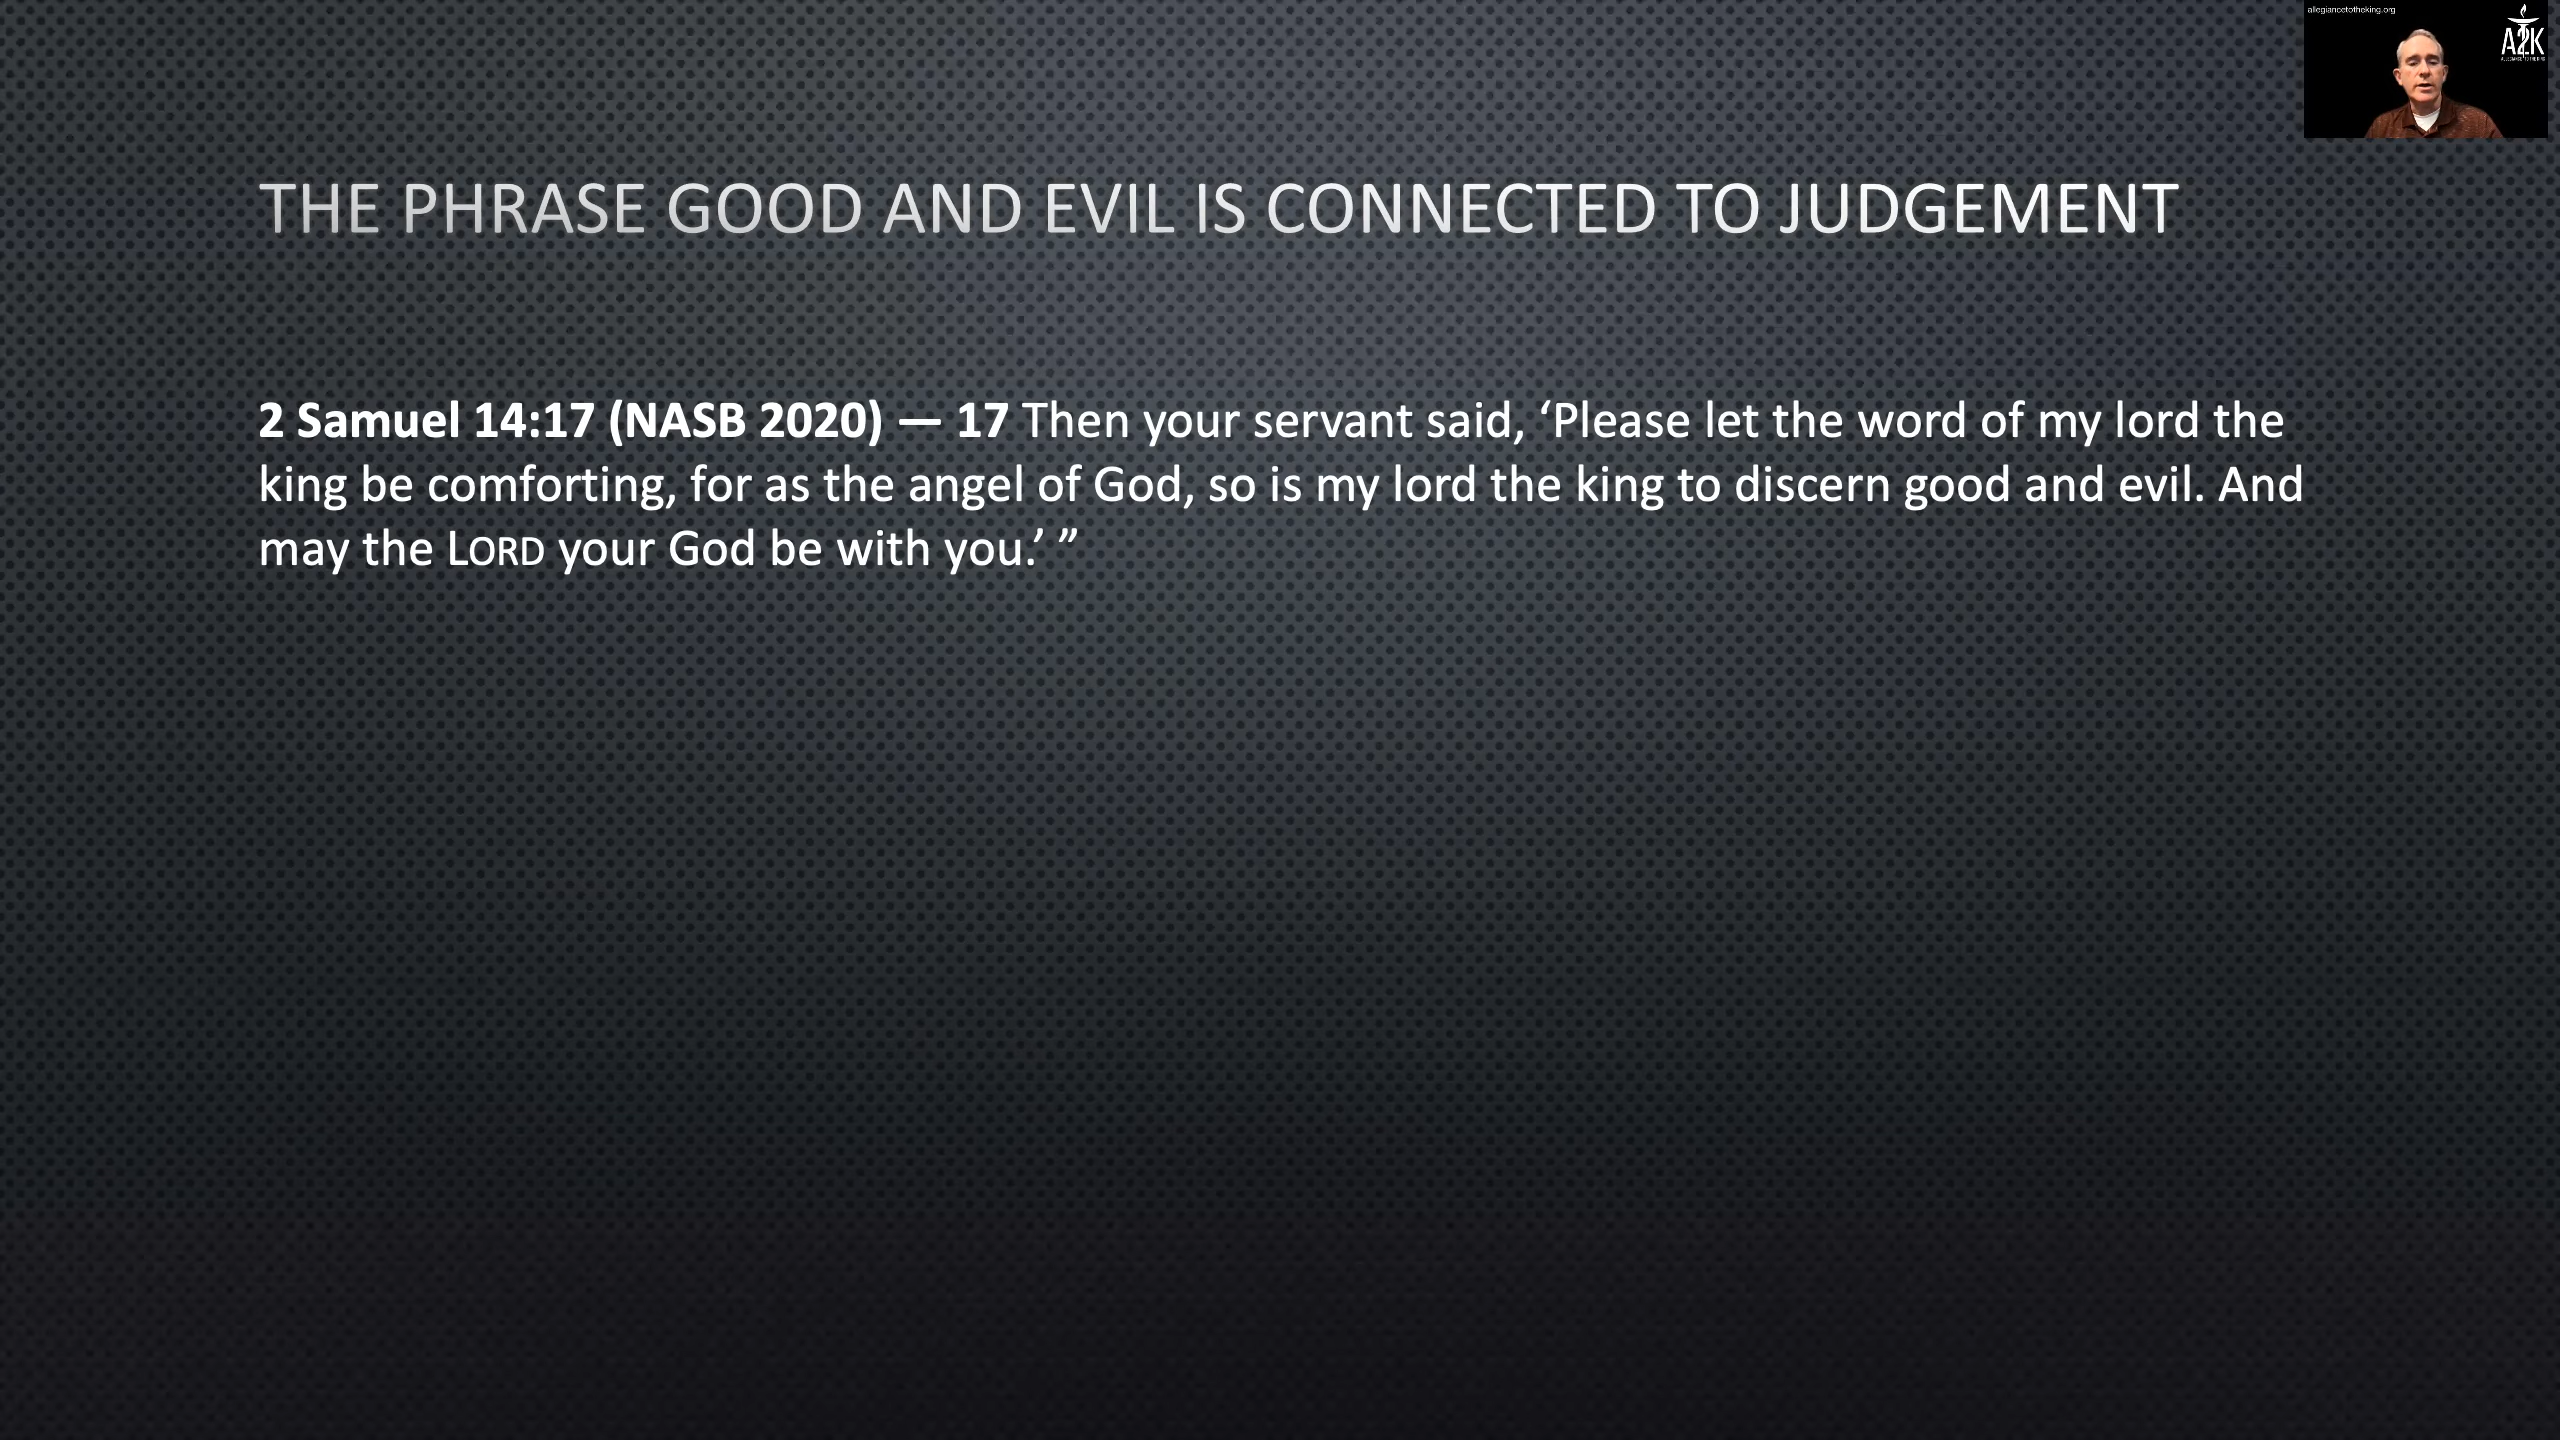 allegiancetotheking.org
A2K
THE PHRASE GOOD AND EVIL IS CONNECTED TO JUDGEMENT
2 Samuel 14:17 (NASB 2020) — 17 Then your servant said, ‘Please let the word of my lord the
king be comforting, for as the angel of God, so is my lord the king to discern good and evil. And
may the LORD your God be with you.’ ”